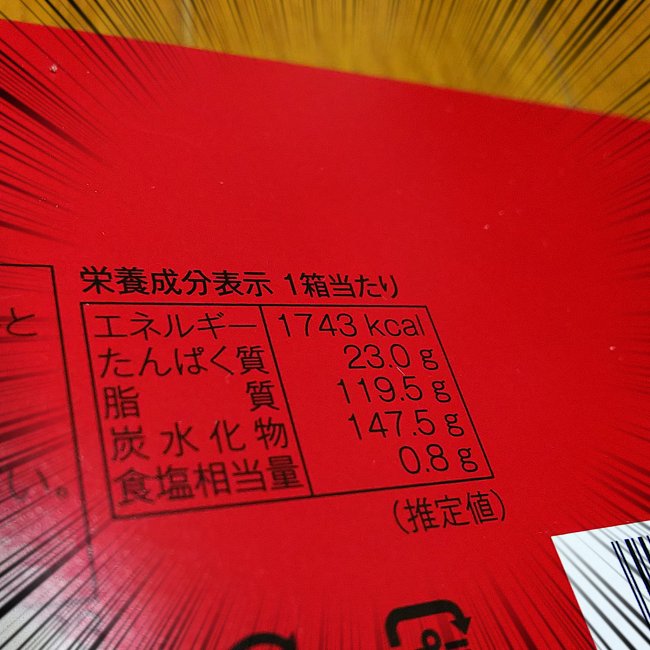 栄養成分表示 1箱当たり
エネルギー 1743 kcal
たんぱく質 23.0 g
脂質 119.5 g
炭水化物 147.5 g
食塩相当量 0.8 g
(推定値)
と
い。